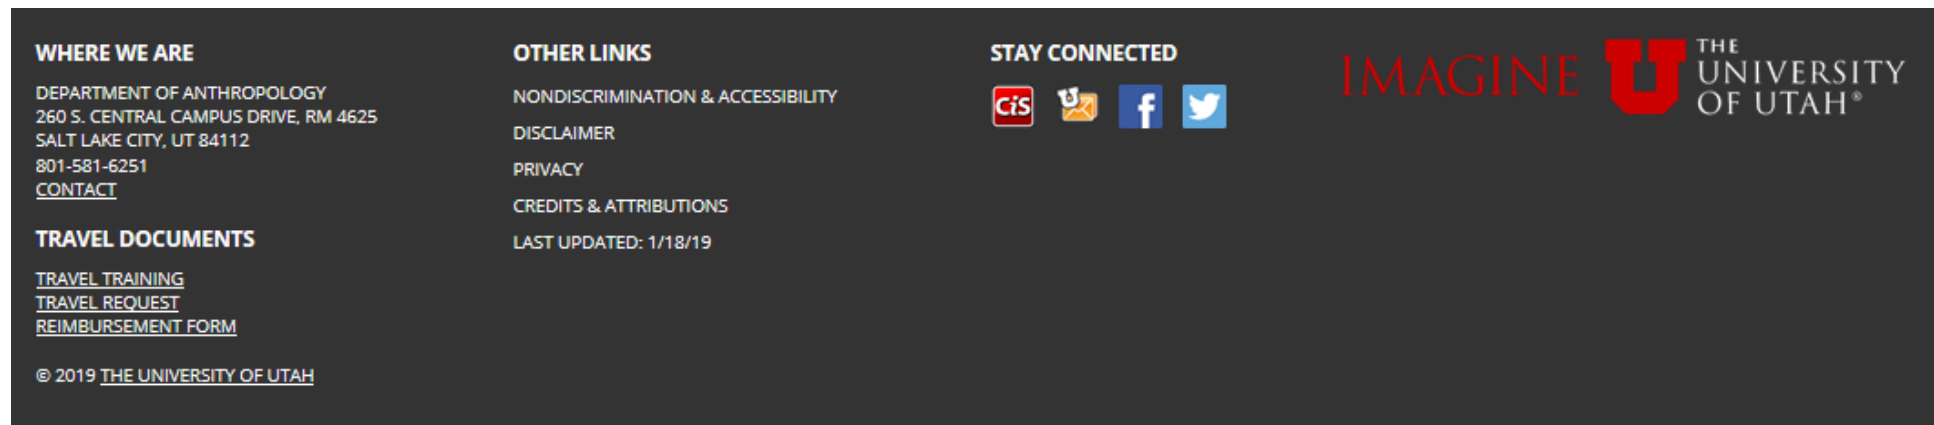 WHERE WE ARE
DEPARTMENT OF ANTHROPOLOGY
260 S. CENTRAL CAMPUS DRIVE, RM 4625
SALT LAKE CITY, UT 84112
801-581-6251
CONTACT
TRAVEL DOCUMENTS
TRAVEL TRAINING
TRAVEL REQUEST
REIMBURSEMENT FORM
© 2019 THE UNIVERSITY OF UTAH
OTHER LINKS
NONDISCRIMINATION & ACCESSIBILITY
DISCLAIMER
PRIVACY
CREDITS & ATTRIBUTIONS
LAST UPDATED: 1/18/19
STAY CONNECTED
CiS
U
f
IMAGINE U
THE
UNIVERSITY
OF UTAH®